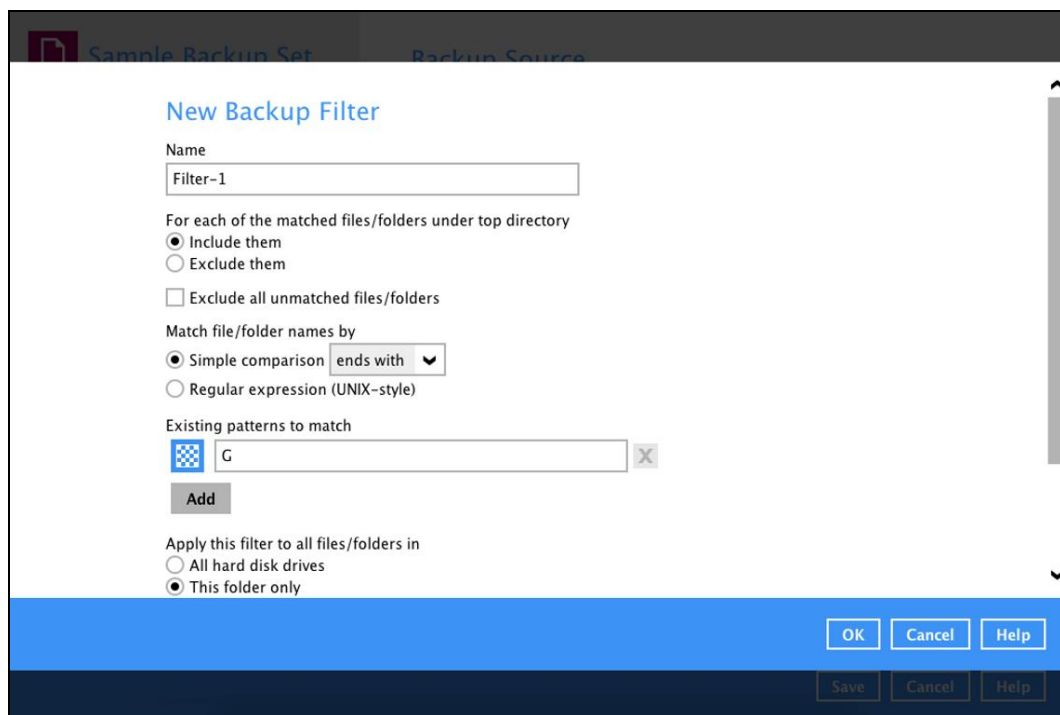 Sample Backup Set
Backup Source
New Backup Filter
Name
Filter-1
For each of the matched files/folders under top directory
Include them
Exclude them
Exclude all unmatched files/folders
Match file/folder names by
Simple comparison ends with
Regular expression (UNIX-style)
Existing patterns to match
G
X
Add
Apply this filter to all files/folders in
All hard disk drives
This folder only
OK Cancel Help
Save Cancel Help